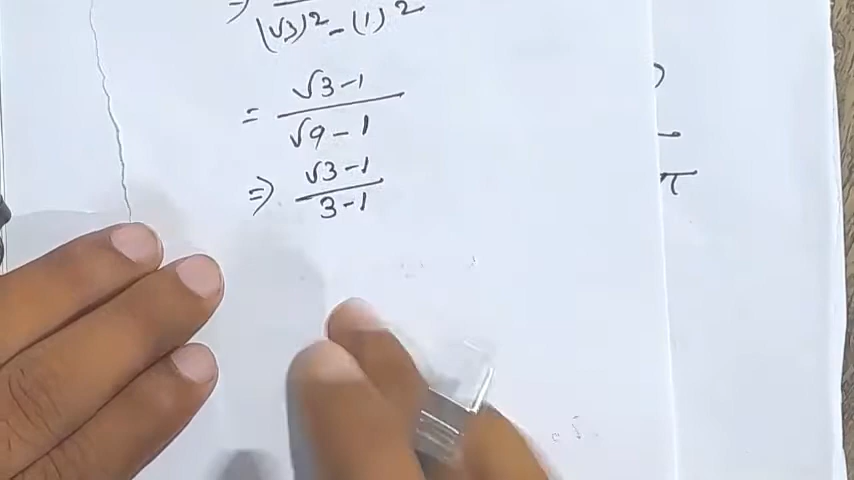 ⇒ 
(√3)² - (1)²
= √3-1 / √9-1
⇒ √3-1 / 3-1
π